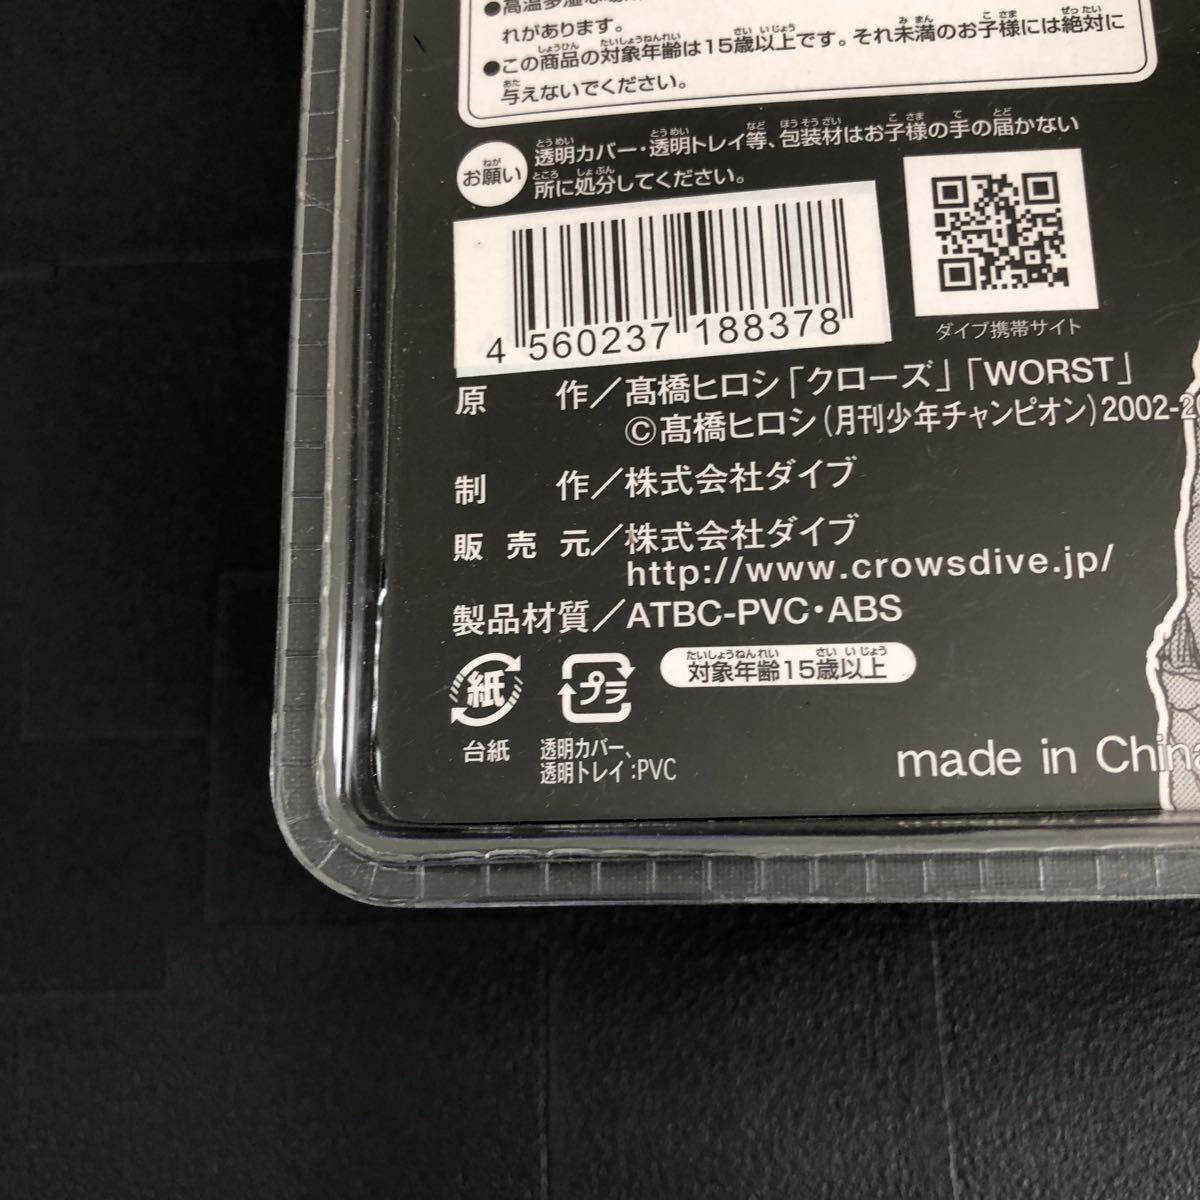 れがあります。
●この商品の対象年齢は15歳以上です。それ未満のお子様には絶対に
与えないでください。
お願い
透明カバー・透明トレイ等、包装材はお子様の手の届かない
所に処分してください。
4 560237 188378
ダイブ携帯サイト
原 作／髙橋ヒロシ「クローズ」「WORST」
©髙橋ヒロシ（月刊少年チャンピオン）2002-
制 作／株式会社ダイブ
販 売 元／株式会社ダイブ
http://www.crowsdive.jp/
製品材質／ATBC-PVC・ABS
紙
プラ
対象年齢15歳以上
台紙
透明カバー、
透明トレイ:PVC
made in China